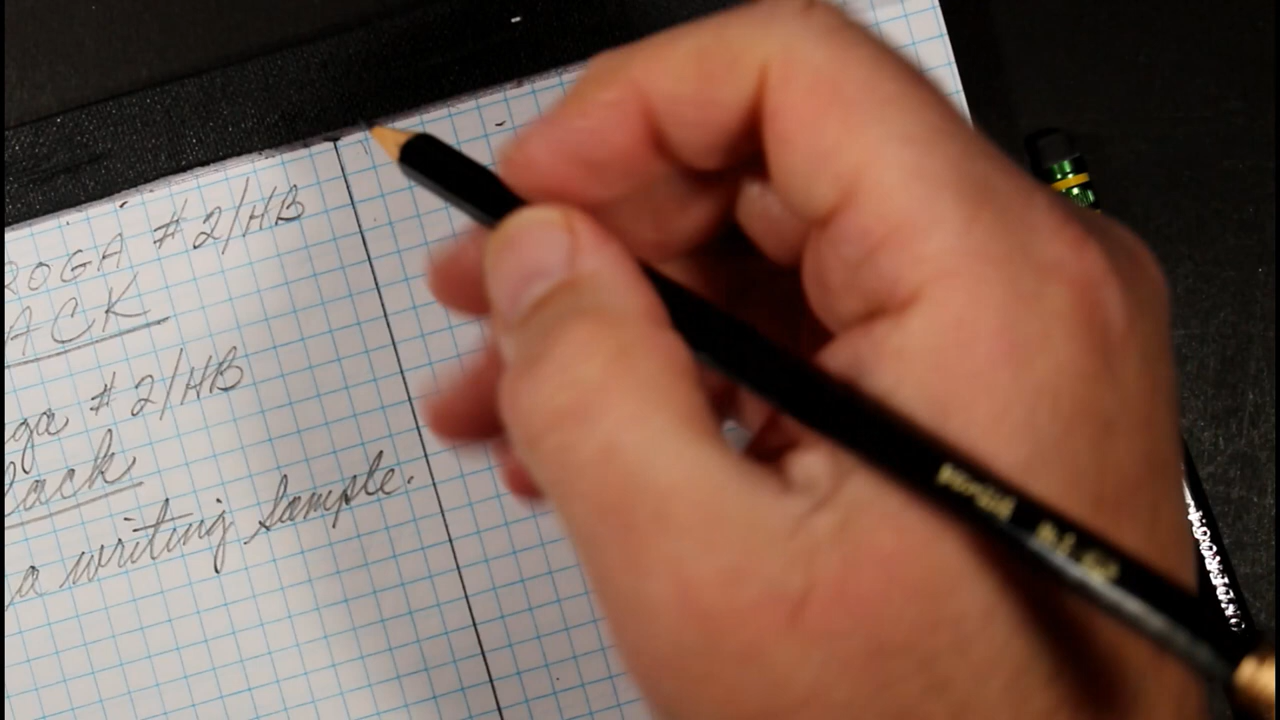 ROGA # 2/HB
ACK
ga # 2/HB
lack
a writing sample.